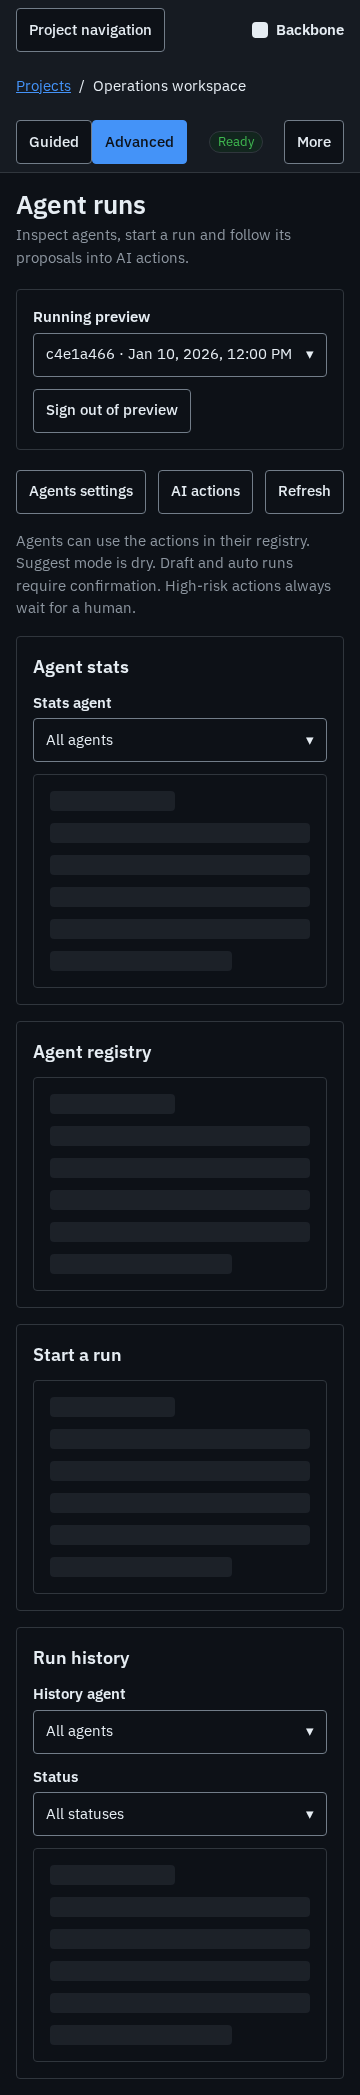 Project navigation
Backbone
Projects / Operations workspace
Guided
Advanced
Ready
More
Agent runs
Inspect agents, start a run and follow its
proposals into AI actions.
Running preview
c4e1a466 · Jan 10, 2026, 12:00 PM ▾
Sign out of preview
Agents settings
AI actions
Refresh
Agents can use the actions in their registry.
Suggest mode is dry. Draft and auto runs
require confirmation. High-risk actions always
wait for a human.
Agent stats
Stats agent
All agents ▾
Agent registry
Start a run
Run history
History agent
All agents ▾
Status
All statuses ▾